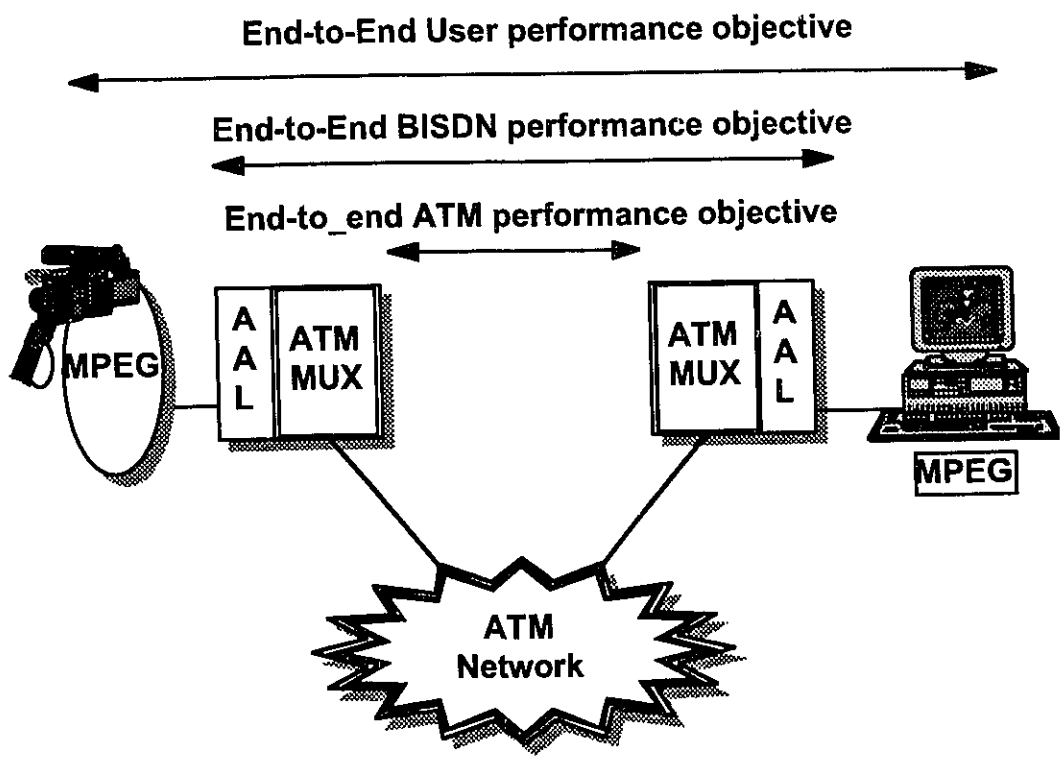 End-to-End User performance objective
End-to-End BISDN performance objective
End-to_end ATM performance objective
MPEG
A
A
L
ATM
MUX
ATM
MUX
A
A
L
MPEG
ATM
Network